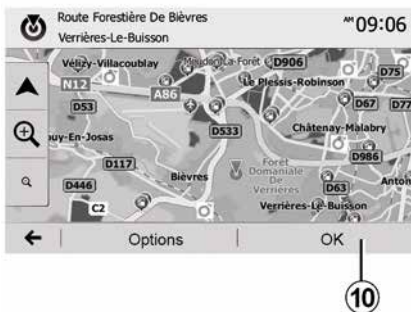 Route Forestière De Bièvres
Verrières-Le-Buisson
AM 09:06
Vélizy-Villacoublay
Meudon-La-Forêt
D906
Le Plessis-Robinson
D75
N12
A86
D53
D67
D77
D533
Châtenay-Malabry
uy-En-Josas
D117
D986
Bièvres
Forêt
Domaniale
De
Verrières
Anton
D446
D63
C2
Verrières-Le-Buisson
Options
OK
10